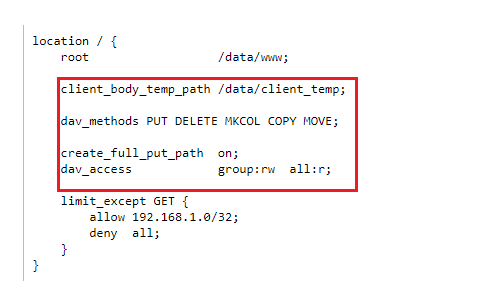 location / {
    root                  /data/www;
    client_body_temp_path /data/client_temp;
    dav_methods PUT DELETE MKCOL COPY MOVE;
    create_full_put_path  on;
    dav_access            group:rw  all:r;
    limit_except GET {
        allow 192.168.1.0/32;
        deny  all;
    }
}